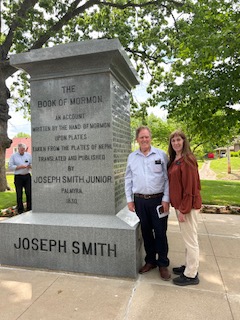 THE
BOOK OF MORMON.
AN ACCOUNT
WRITTEN BY THE HAND OF MORMON
UPON PLATES
TAKEN FROM THE PLATES OF NEPHI.
TRANSLATED AND PUBLISHED
BY
JOSEPH SMITH JUNIOR
PALMYRA.
1830.
JOSEPH SMITH